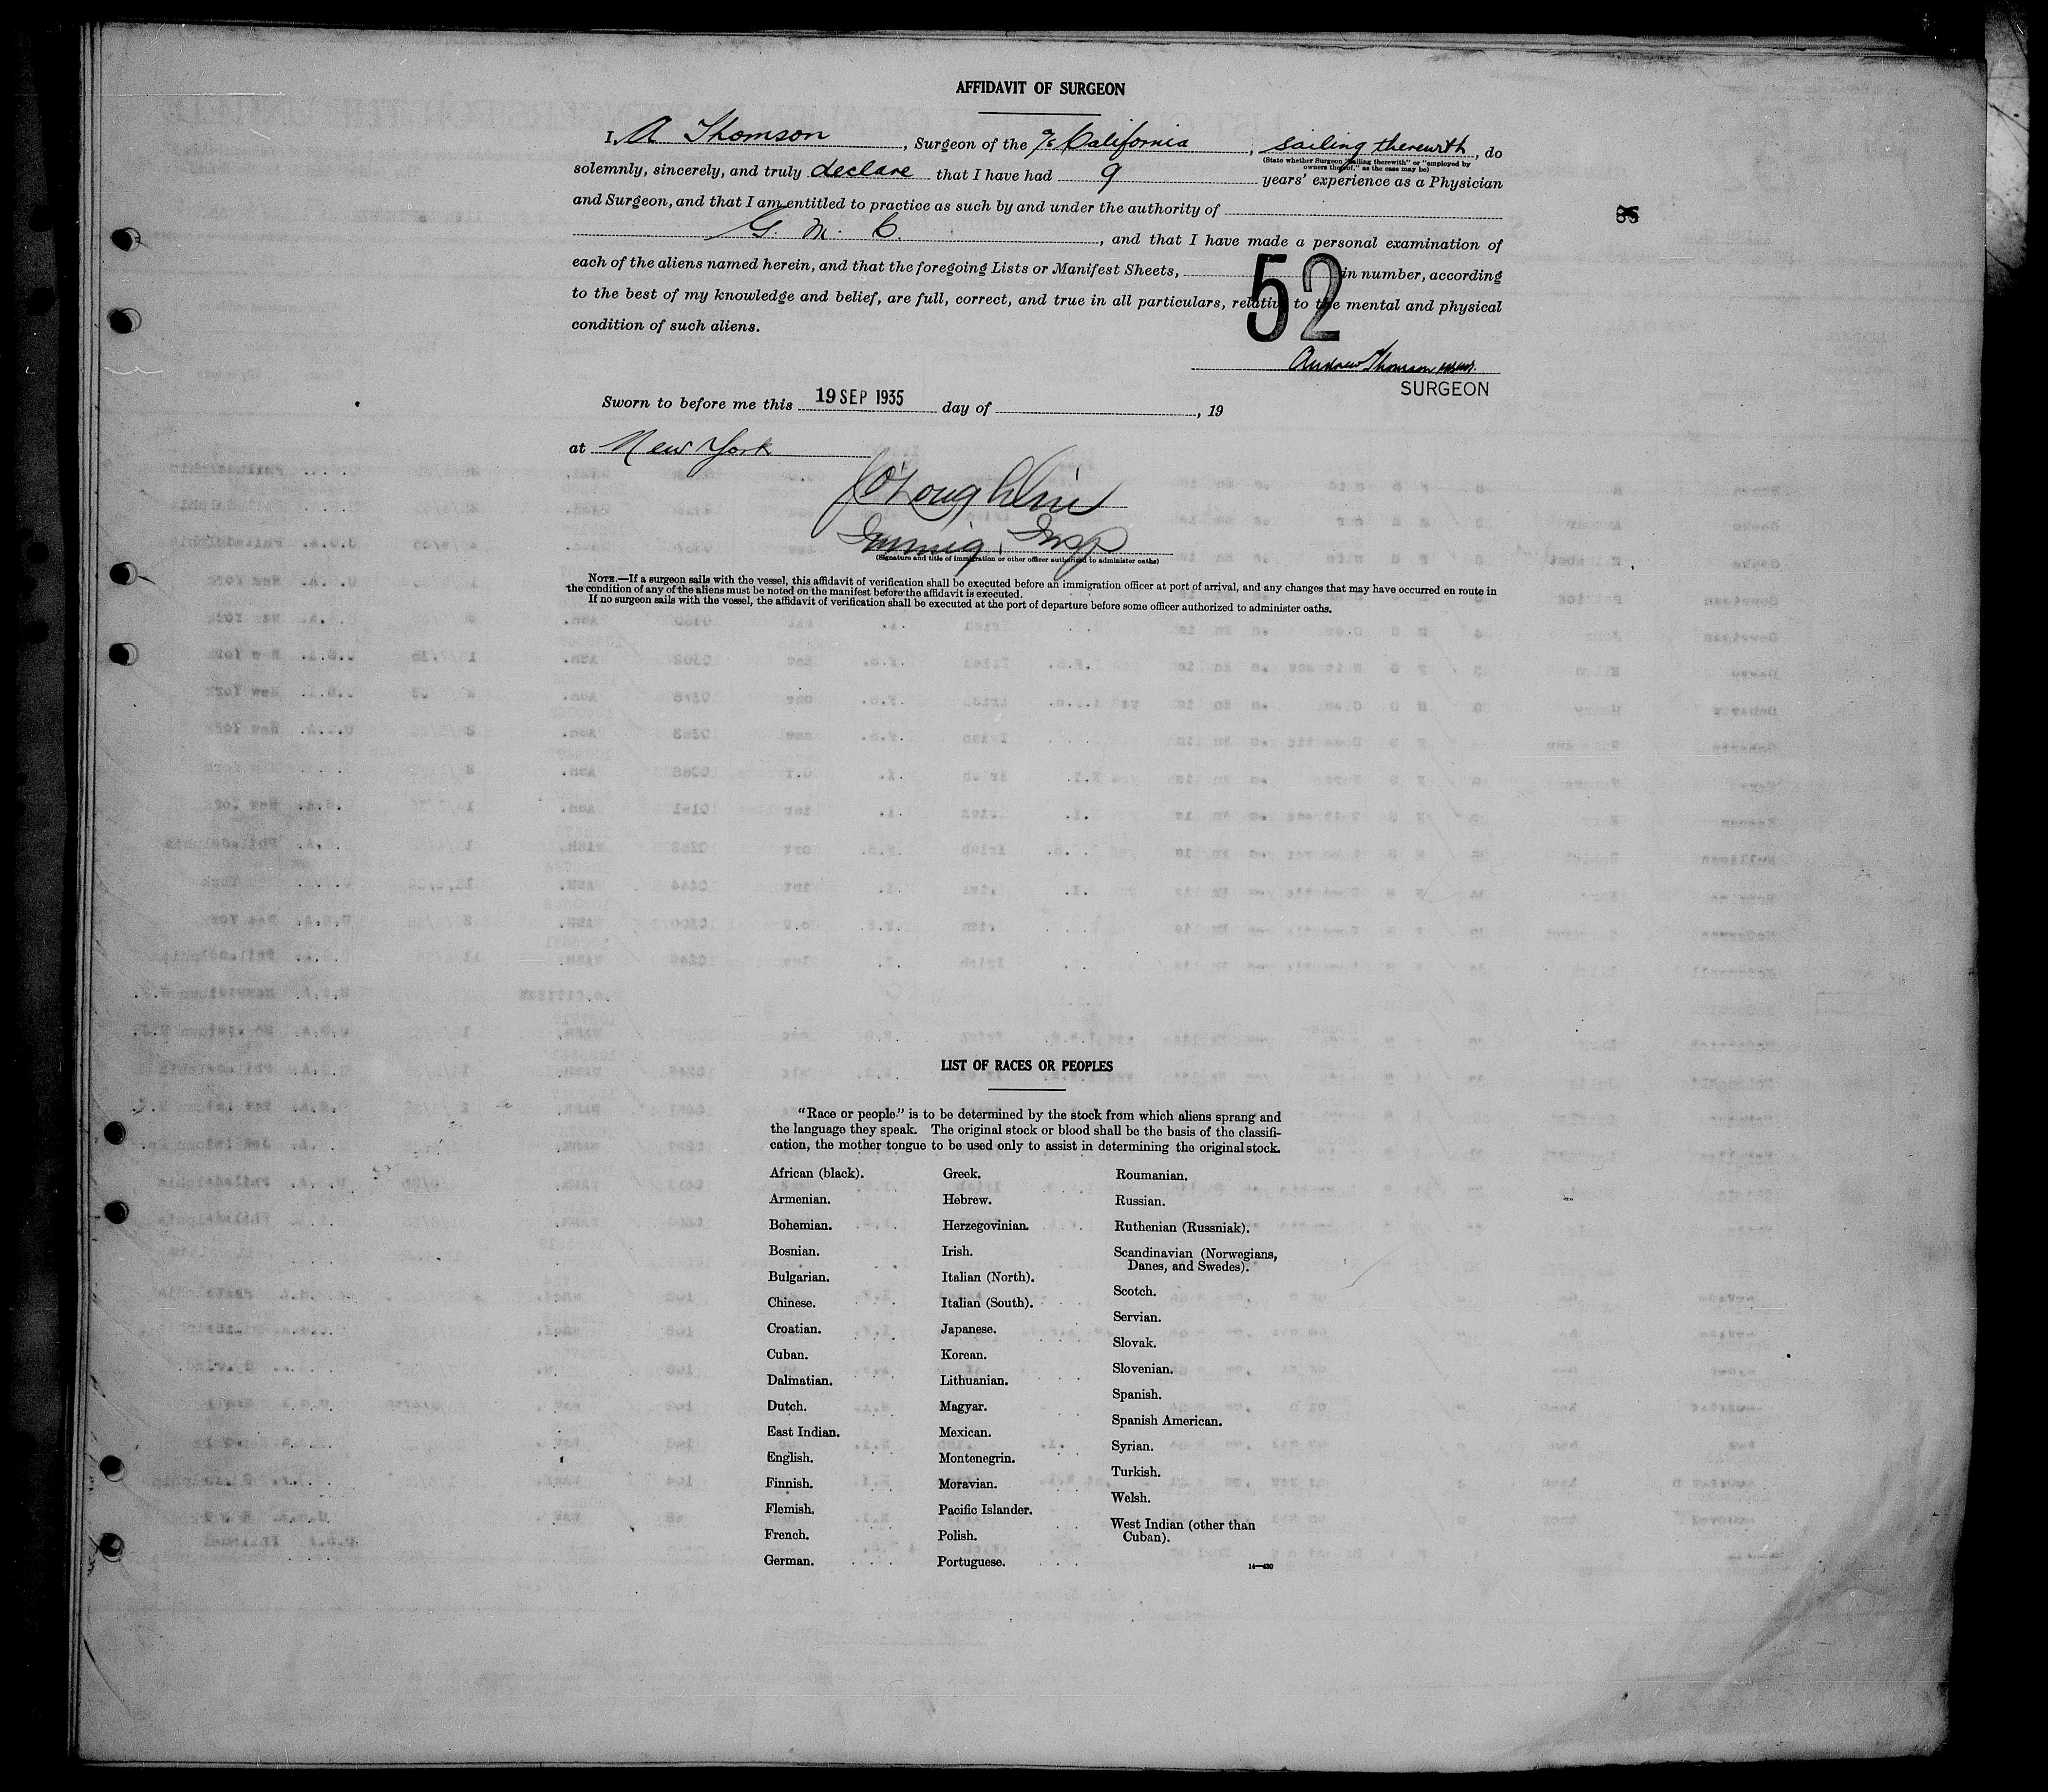 AFFIDAVIT OF SURGEON
I, A Thomson, Surgeon of the S/S California, sailing therewith, do
(State whether Surgeon "sailing therewith" or "employed by
owners thereof," as the case may be)
solemnly, sincerely, and truly declare that I have had 9 years' experience as a Physician
and Surgeon, and that I am entitled to practice as such by and under the authority of
85
G. M. C., and that I have made a personal examination of
each of the aliens named herein, and that the foregoing Lists or Manifest Sheets, 52 in number, according
to the best of my knowledge and belief, are full, correct, and true in all particulars, relative to the mental and physical
condition of such aliens.
Andrew Thomson
SURGEON
Sworn to before me this 19 SEP 1935 day of , 19
at New York
J O'Loughlin
Immig. Insp
(Signature and title of immigration or other officer authorized to administer oaths)
NOTE.—If a surgeon sails with the vessel, this affidavit of verification shall be executed before an immigration officer at port of arrival, and any changes that may have occurred en route in
the condition of any of the aliens must be noted on the manifest before the affidavit is executed.
If no surgeon sails with the vessel, the affidavit of verification shall be executed at the port of departure before some officer authorized to administer oaths.
LIST OF RACES OR PEOPLES
"Race or people" is to be determined by the stock from which aliens sprang and
the language they speak. The original stock or blood shall be the basis of the classifi-
cation, the mother tongue to be used only to assist in determining the original stock.
African (black).
Armenian.
Bohemian.
Bosnian.
Bulgarian.
Chinese.
Croatian.
Cuban.
Dalmatian.
Dutch.
East Indian.
English.
Finnish.
Flemish.
French.
German.
Greek.
Hebrew.
Herzegovinian.
Irish.
Italian (North).
Italian (South).
Japanese.
Korean.
Lithuanian.
Magyar.
Mexican.
Montenegrin.
Moravian.
Pacific Islander.
Polish.
Portuguese.
Roumanian.
Russian.
Ruthenian (Russniak).
Scandinavian (Norwegians,
Danes, and Swedes).
Scotch.
Servian.
Slovak.
Slovenian.
Spanish.
Spanish American.
Syrian.
Turkish.
Welsh.
West Indian (other than
Cuban).
14—430